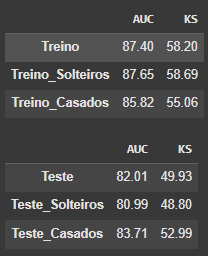 AUC KS
Treino 87.40 58.20
Treino_Solteiros 87.65 58.69
Treino_Casados 85.82 55.06
AUC KS
Teste 82.01 49.93
Teste_Solteiros 80.99 48.80
Teste_Casados 83.71 52.99